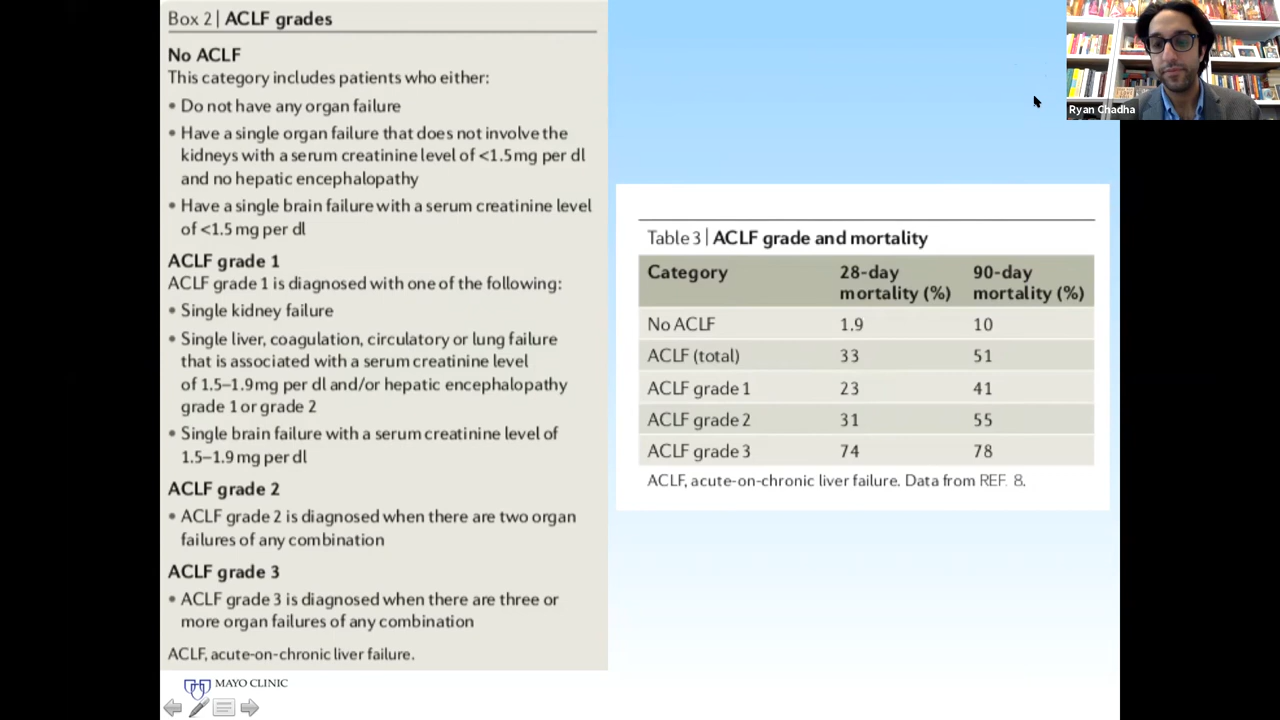 Box 2 | ACLF grades
No ACLF
This category includes patients who either:
• Do not have any organ failure
• Have a single organ failure that does not involve the
kidneys with a serum creatinine level of <1.5 mg per dl
and no hepatic encephalopathy
• Have a single brain failure with a serum creatinine level
of <1.5 mg per dl
ACLF grade 1
ACLF grade 1 is diagnosed with one of the following:
• Single kidney failure
• Single liver, coagulation, circulatory or lung failure
that is associated with a serum creatinine level
of 1.5–1.9 mg per dl and/or hepatic encephalopathy
grade 1 or grade 2
• Single brain failure with a serum creatinine level of
1.5–1.9 mg per dl
ACLF grade 2
• ACLF grade 2 is diagnosed when there are two organ
failures of any combination
ACLF grade 3
• ACLF grade 3 is diagnosed when there are three or
more organ failures of any combination
ACLF, acute-on-chronic liver failure.
MAYO CLINIC
Ryan Chadha
Table 3 | ACLF grade and mortality
Category 28-day mortality (%) 90-day mortality (%)
No ACLF 1.9 10
ACLF (total) 33 51
ACLF grade 1 23 41
ACLF grade 2 31 55
ACLF grade 3 74 78
ACLF, acute-on-chronic liver failure. Data from REF. 8.